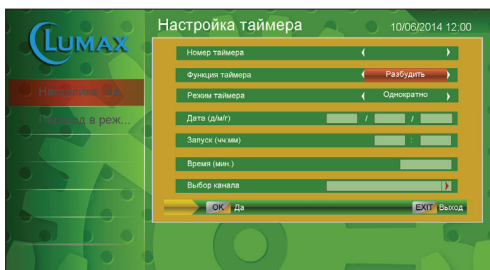 LUMAX
Настройка таймера
10/06/2014 12:00
Номер таймера
Функция таймера
Разбудить
Режим таймера
Однократно
Дата (д/м/г)
/ /
Запуск (чч:мм)
:
Время (мин.)
Выбор канала
в реж...
OK Да
EXIT Выход